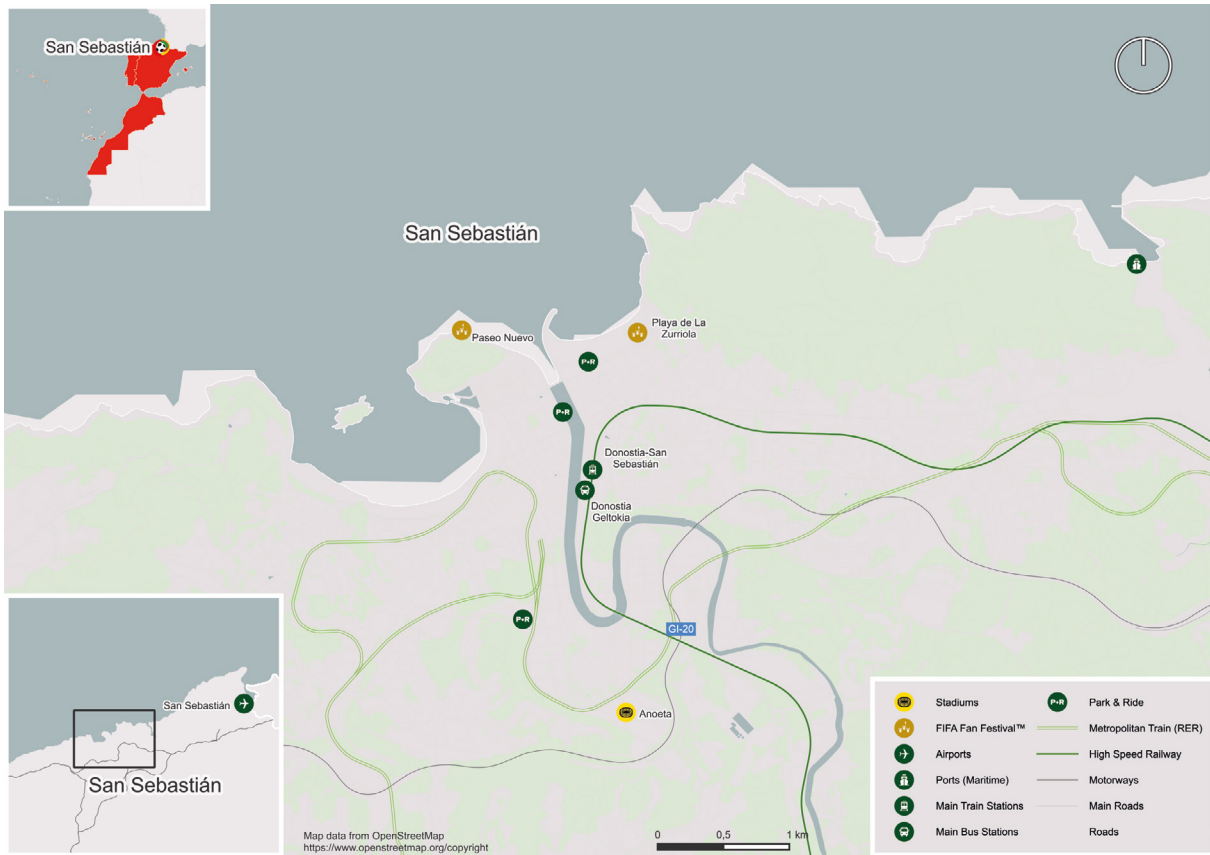 San Sebastián
San Sebastián
Paseo Nuevo
Playa de La
Zurriola
P+R
P+R
Donostia-San
Sebastián
Donostia
Geltokia
P+R
GI-20
Anoeta
San Sebastián
San Sebastián
Map data from OpenStreetMap
https://www.openstreetmap.org/copyright
0 0,5 1 km
Stadiums
FIFA Fan Festival™
Airports
Ports (Maritime)
Main Train Stations
Main Bus Stations
P+R Park & Ride
Metropolitan Train (RER)
High Speed Railway
Motorways
Main Roads
Roads